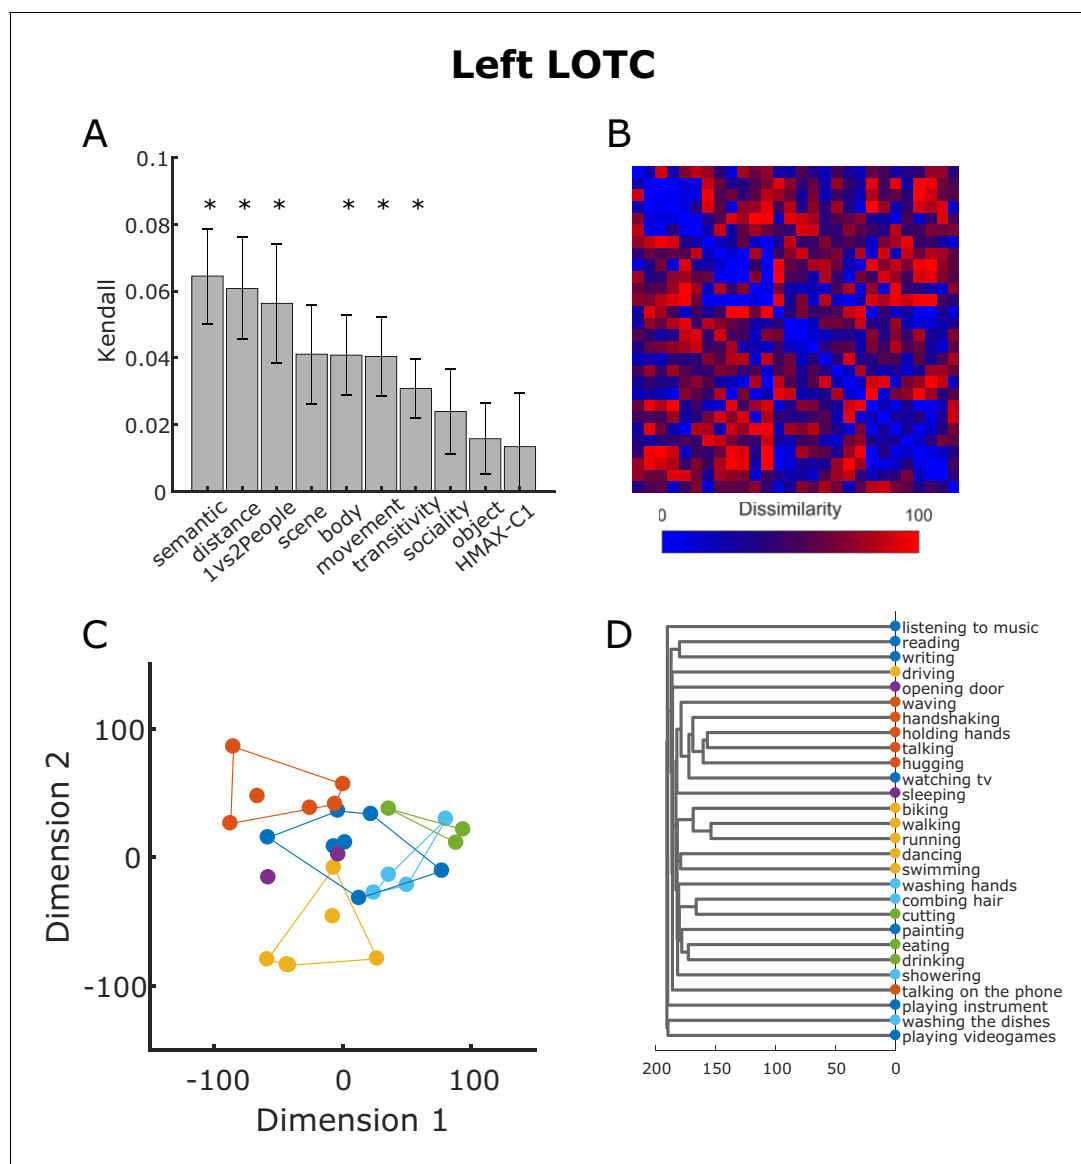 Left LOTC
A
0.1
0.08
0.06
0.04
0.02
0
Kendall
* * * * * *
semantic
distance
1vs2People
scene
body
movement
transitivity
sociality
object
HMAX-C1
B
0 Dissimilarity 100
C
100
0
-100
Dimension 2
-100 0 100
Dimension 1
D
listening to music
reading
writing
driving
opening door
waving
handshaking
holding hands
talking
hugging
watching tv
sleeping
biking
walking
running
dancing
swimming
washing hands
combing hair
cutting
painting
eating
drinking
showering
talking on the phone
playing instrument
washing the dishes
playing videogames
200 150 100 50 0